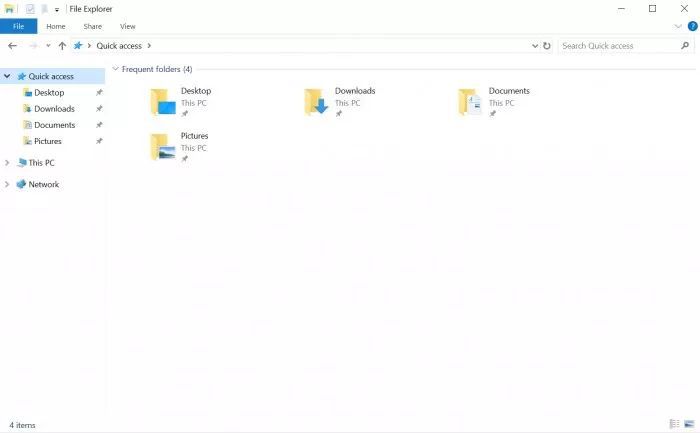 File Explorer
File Home Share View
Quick access
Search Quick access
Quick access
Desktop
Downloads
Documents
Pictures
This PC
Network
Frequent folders (4)
Desktop
This PC
Downloads
This PC
Documents
This PC
Pictures
This PC
4 items